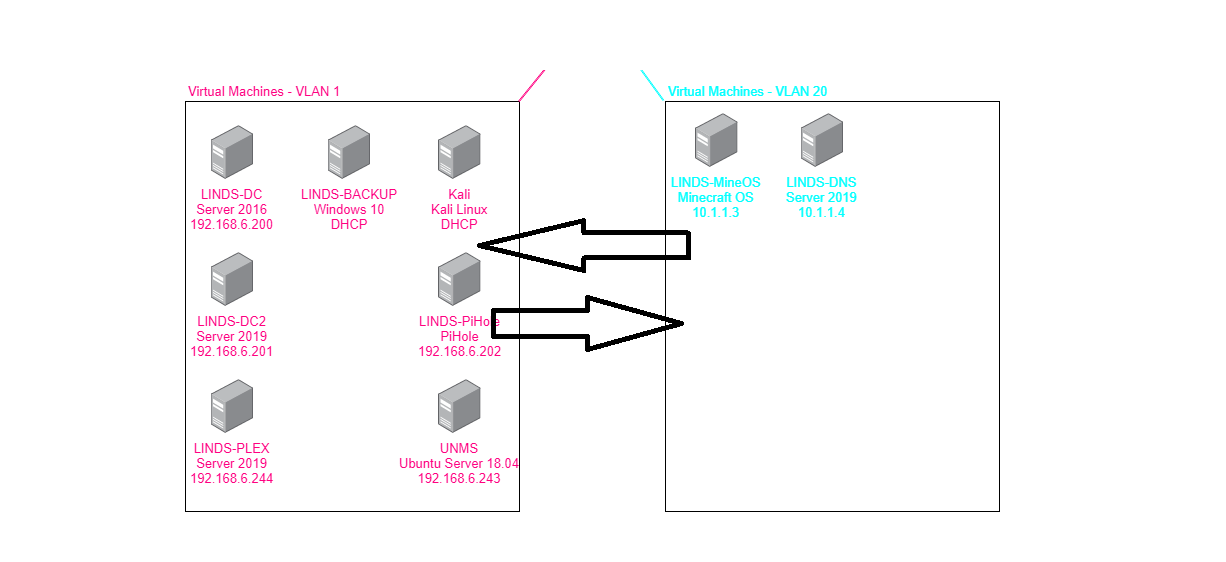 Virtual Machines - VLAN 1
LINDS-DC
Server 2016
192.168.6.200
LINDS-BACKUP
Windows 10
DHCP
Kali
Kali Linux
DHCP
LINDS-DC2
Server 2019
192.168.6.201
LINDS-PiHole
PiHole
192.168.6.202
LINDS-PLEX
Server 2019
192.168.6.244
UNMS
Ubuntu Server 18.04
192.168.6.243
Virtual Machines - VLAN 20
LINDS-MineOS
Minecraft OS
10.1.1.3
LINDS-DNS
Server 2019
10.1.1.4